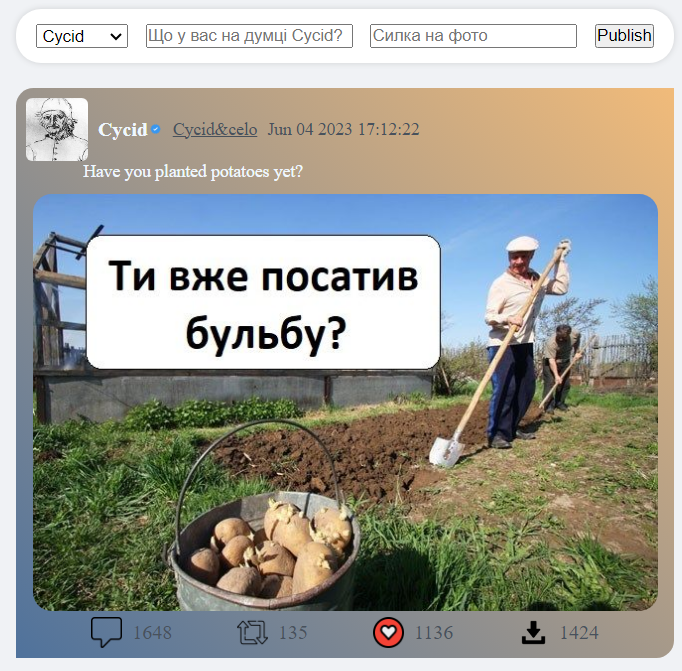 Cycid Що у вас на думці Cycid? Силка на фото Publish
Cycid Cycid&celo Jun 04 2023 17:12:22
Have you planted potatoes yet?
Ти вже посатив
бульбу?
1648 135 1136 1424